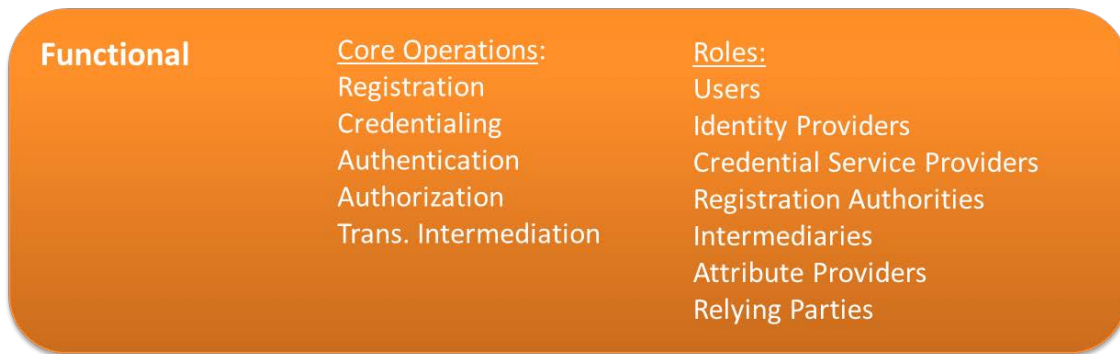 Functional
Core Operations:
Registration
Credentialing
Authentication
Authorization
Trans. Intermediation
Roles:
Users
Identity Providers
Credential Service Providers
Registration Authorities
Intermediaries
Attribute Providers
Relying Parties